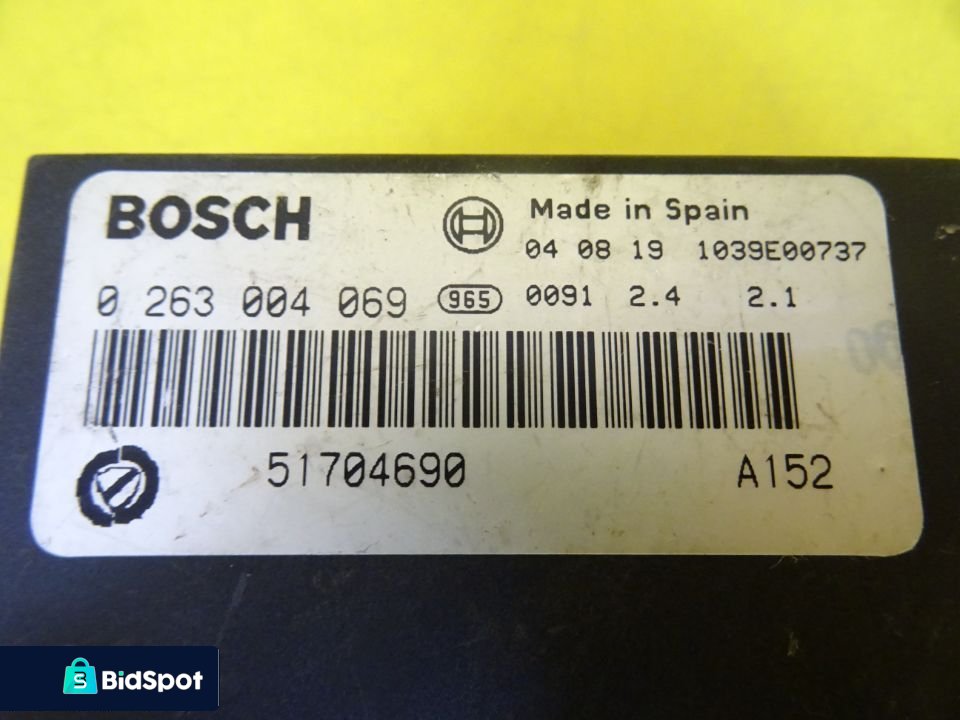 BOSCH
Made in Spain
04 08 19 1039E00737
0 263 004 069 965 0091 2.4 2.1
51704690 A152
BidSpot